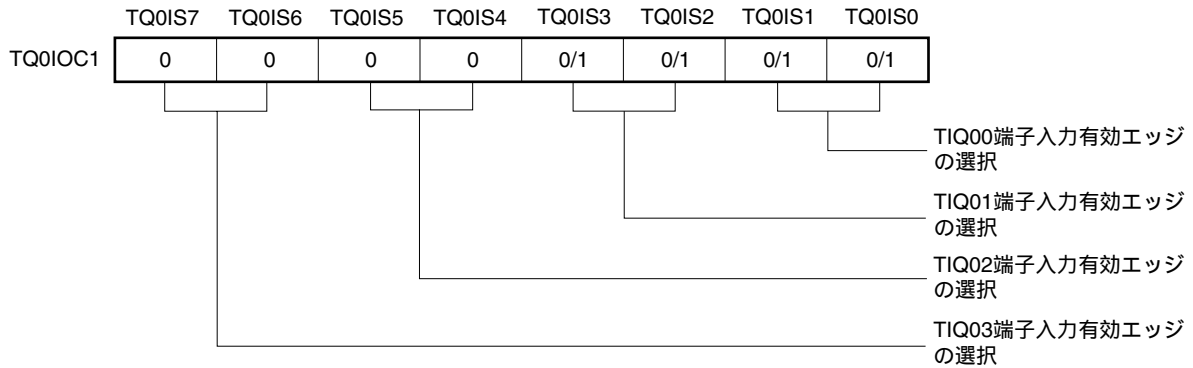 TQ0IS7 TQ0IS6 TQ0IS5 TQ0IS4 TQ0IS3 TQ0IS2 TQ0IS1 TQ0IS0
TQ0IOC1 0 0 0 0 0/1 0/1 0/1 0/1
TIQ00端子入力有効エッジ
の選択
TIQ01端子入力有効エッジ
の選択
TIQ02端子入力有効エッジ
の選択
TIQ03端子入力有効エッジ
の選択